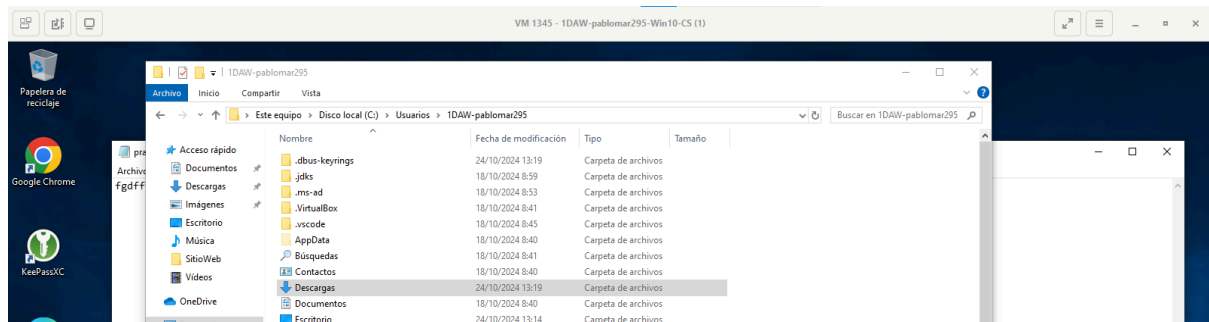 VM 1345 - 1DAW-pablomar295-Win10-CS (1)
Papelera de
reciclaje
Google Chrome
KeePassXC
pra
Archivo
fgdff
1DAW-pablomar295
Archivo Inicio Compartir Vista
Este equipo > Disco local (C:) > Usuarios > 1DAW-pablomar295
Buscar en 1DAW-pablomar295
Acceso rápido
Documentos
Descargas
Imágenes
Escritorio
Música
SitioWeb
Vídeos
OneDrive
Nombre Fecha de modificación Tipo Tamaño
.dbus-keyrings 24/10/2024 13:19 Carpeta de archivos
.jdks 18/10/2024 8:59 Carpeta de archivos
.ms-ad 18/10/2024 8:53 Carpeta de archivos
.VirtualBox 18/10/2024 8:41 Carpeta de archivos
.vscode 18/10/2024 8:45 Carpeta de archivos
AppData 18/10/2024 8:40 Carpeta de archivos
Búsquedas 18/10/2024 8:41 Carpeta de archivos
Contactos 18/10/2024 8:40 Carpeta de archivos
Descargas 24/10/2024 13:19 Carpeta de archivos
Documentos 18/10/2024 8:40 Carpeta de archivos
Escritorio 24/10/2024 13:14 Carpeta de archivos